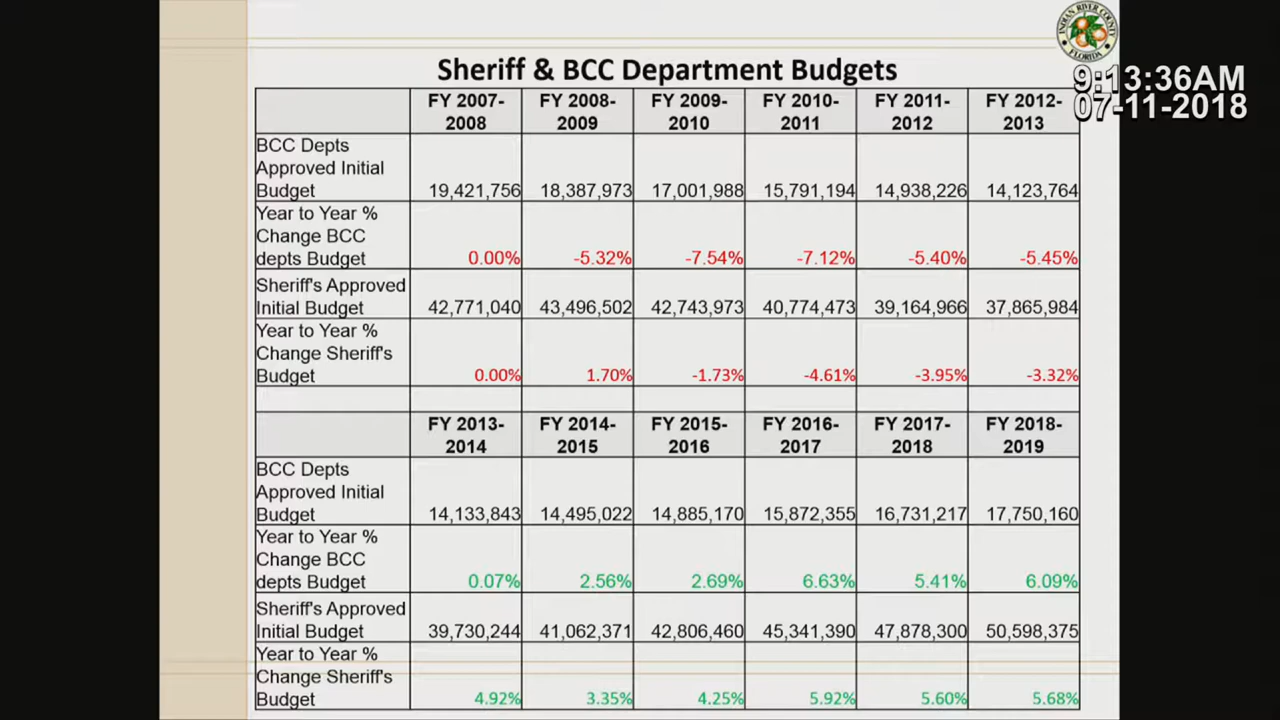 INDIAN RIVER COUNTY
FLORIDA
Sheriff & BCC Department Budgets
9:13:36AM
07-11-2018
FY 2007-2008 FY 2008-2009 FY 2009-2010 FY 2010-2011 FY 2011-2012 FY 2012-2013
BCC Depts
Approved Initial
Budget 19,421,756 18,387,973 17,001,988 15,791,194 14,938,226 14,123,764
Year to Year %
Change BCC
depts Budget 0.00% -5.32% -7.54% -7.12% -5.40% -5.45%
Sheriff's Approved
Initial Budget 42,771,040 43,496,502 42,743,973 40,774,473 39,164,966 37,865,984
Year to Year %
Change Sheriff's
Budget 0.00% 1.70% -1.73% -4.61% -3.95% -3.32%
FY 2013-2014 FY 2014-2015 FY 2015-2016 FY 2016-2017 FY 2017-2018 FY 2018-2019
BCC Depts
Approved Initial
Budget 14,133,843 14,495,022 14,885,170 15,872,355 16,731,217 17,750,160
Year to Year %
Change BCC
depts Budget 0.07% 2.56% 2.69% 6.63% 5.41% 6.09%
Sheriff's Approved
Initial Budget 39,730,244 41,062,371 42,806,460 45,341,390 47,878,300 50,598,375
Year to Year %
Change Sheriff's
Budget 4.92% 3.35% 4.25% 5.92% 5.60% 5.68%